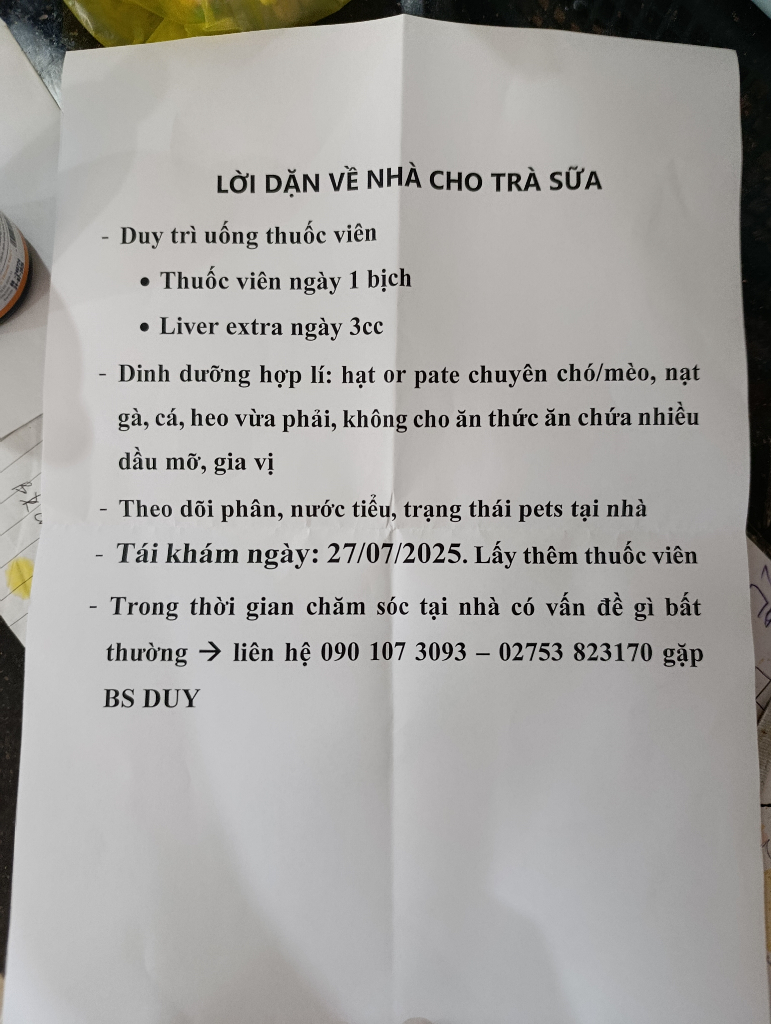 LỜI DẶN VỀ NHÀ CHO TRÀ SỮA
- Duy trì uống thuốc viên
• Thuốc viên ngày 1 bịch
• Liver extra ngày 3cc
- Dinh dưỡng hợp lí: hạt or pate chuyên chó/mèo, nạt
gà, cá, heo vừa phải, không cho ăn thức ăn chứa nhiều
dầu mỡ, gia vị
- Theo dõi phân, nước tiểu, trạng thái pets tại nhà
- Tái khám ngày: 27/07/2025. Lấy thêm thuốc viên
- Trong thời gian chăm sóc tại nhà có vấn đề gì bất
thường → liên hệ 090 107 3093 – 02753 823170 gặp
BS DUY